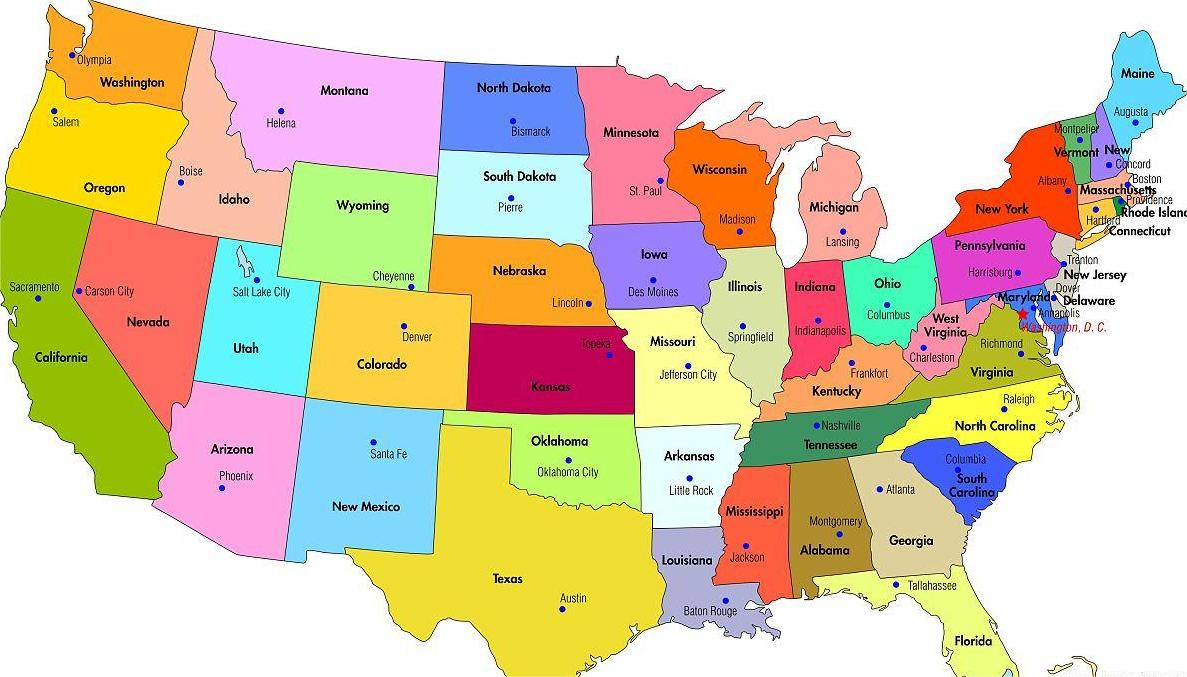 Olympia
Washington
Salem
Oregon
Boise
Idaho
Montana
Helena
North Dakota
Bismarck
South Dakota
Pierre
Minnesota
St. Paul
Wisconsin
Madison
Michigan
Lansing
Maine
Augusta
Montpelier
Vermont
New
Concord
Boston
Massachusetts
Providence
Rhode Island
Hartford
Connecticut
Albany
New York
Wyoming
Cheyenne
Nebraska
Lincoln
Iowa
Des Moines
Illinois
Springfield
Indiana
Indianapolis
Ohio
Columbus
Pennsylvania
Harrisburg
Trenton
New Jersey
Dover
Delaware
Maryland
Annapolis
Washington, D. C.
West
Virginia
Charleston
Richmond
Virginia
Sacramento
California
Carson City
Nevada
Salt Lake City
Utah
Denver
Colorado
Topeka
Kansas
Missouri
Jefferson City
Frankfort
Kentucky
Nashville
Tennessee
Raleigh
North Carolina
Columbia
South
Carolina
Arizona
Phoenix
Santa Fe
New Mexico
Oklahoma
Oklahoma City
Arkansas
Little Rock
Mississippi
Jackson
Montgomery
Alabama
Atlanta
Georgia
Texas
Austin
Louisiana
Baton Rouge
Tallahassee
Florida